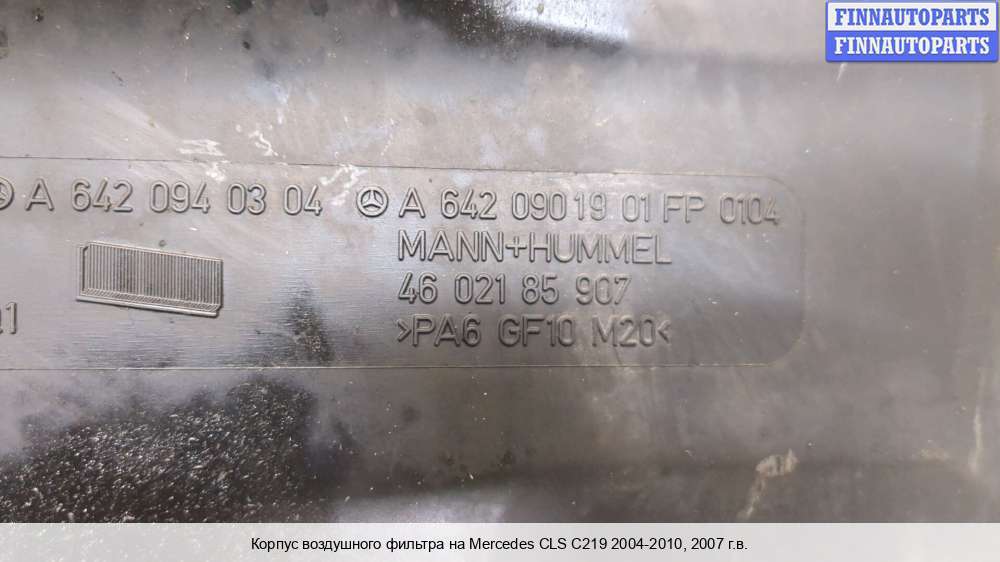 FINNAUTOPARTS
FINNAUTOPARTS
A 642 094 03 04 A 642 090 19 01 FP 0104
MANN+HUMMEL
46 021 85 907
>PA6 GF10 M20<
Корпус воздушного фильтра на Mercedes CLS C219 2004-2010, 2007 г.в.